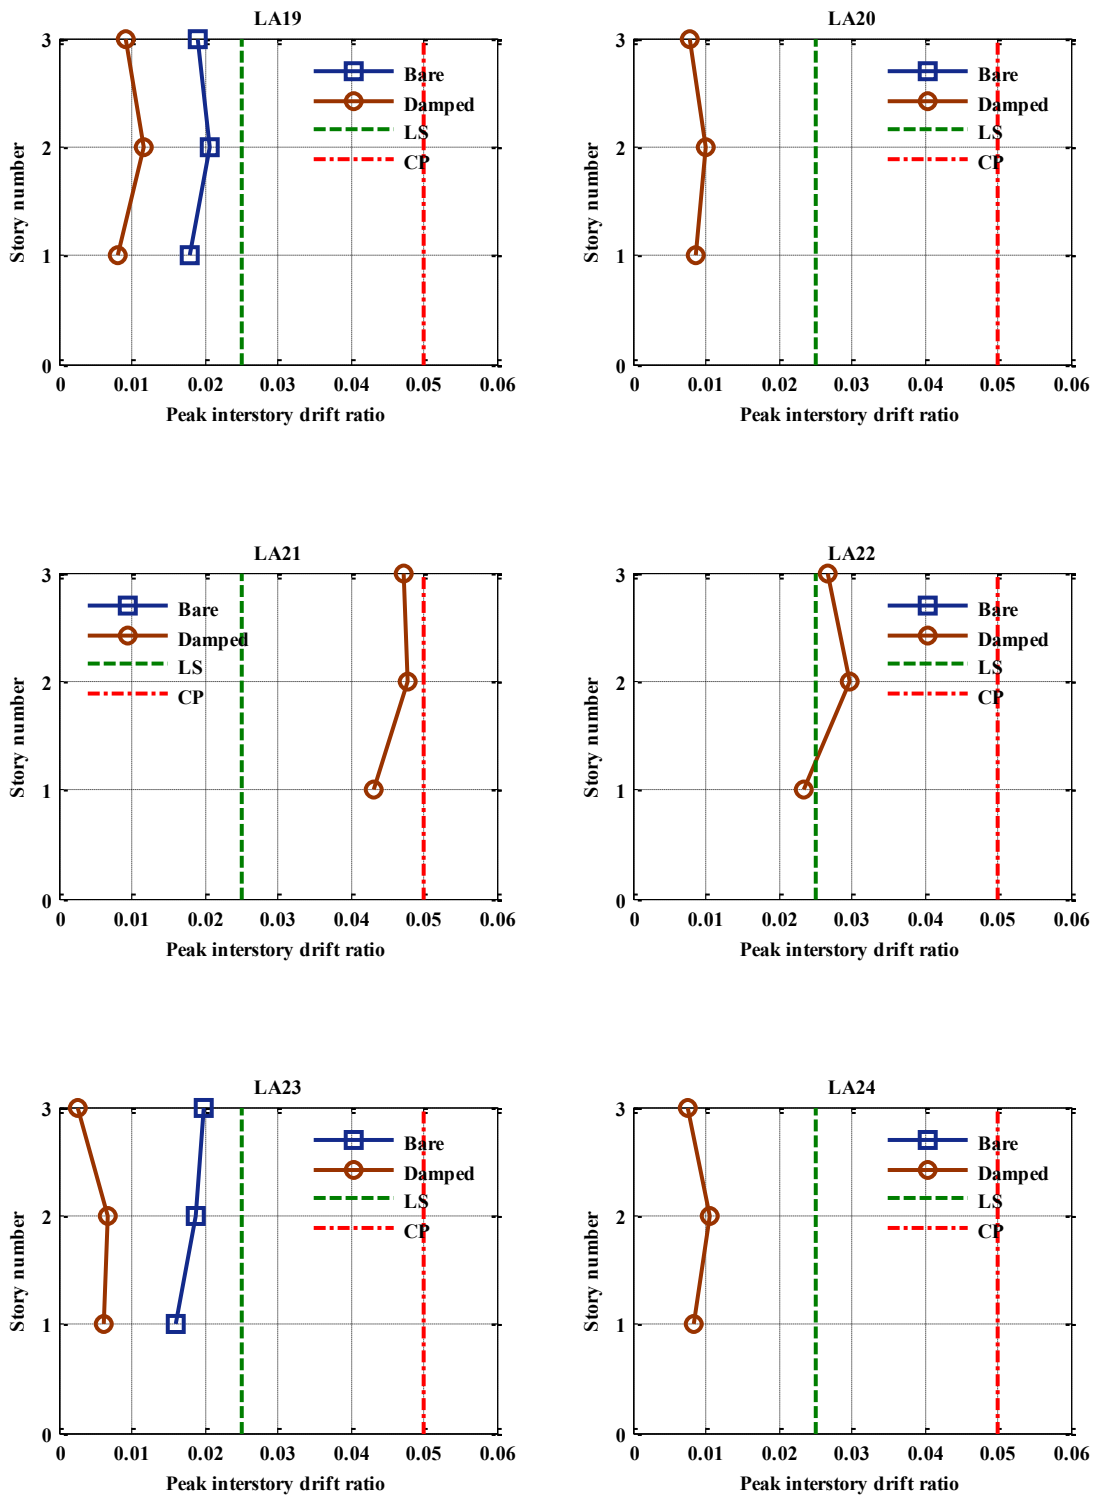 LA19
3
2
1
0
Story number
Bare
Damped
LS
CP
0 0.01 0.02 0.03 0.04 0.05 0.06
Peak interstory drift ratio
LA20
3
2
1
0
Story number
Bare
Damped
LS
CP
0 0.01 0.02 0.03 0.04 0.05 0.06
Peak interstory drift ratio
LA21
3
2
1
0
Story number
Bare
Damped
LS
CP
0 0.01 0.02 0.03 0.04 0.05 0.06
Peak interstory drift ratio
LA22
3
2
1
0
Story number
Bare
Damped
LS
CP
0 0.01 0.02 0.03 0.04 0.05 0.06
Peak interstory drift ratio
LA23
3
2
1
0
Story number
Bare
Damped
LS
CP
0 0.01 0.02 0.03 0.04 0.05 0.06
Peak interstory drift ratio
LA24
3
2
1
0
Story number
Bare
Damped
LS
CP
0 0.01 0.02 0.03 0.04 0.05 0.06
Peak interstory drift ratio